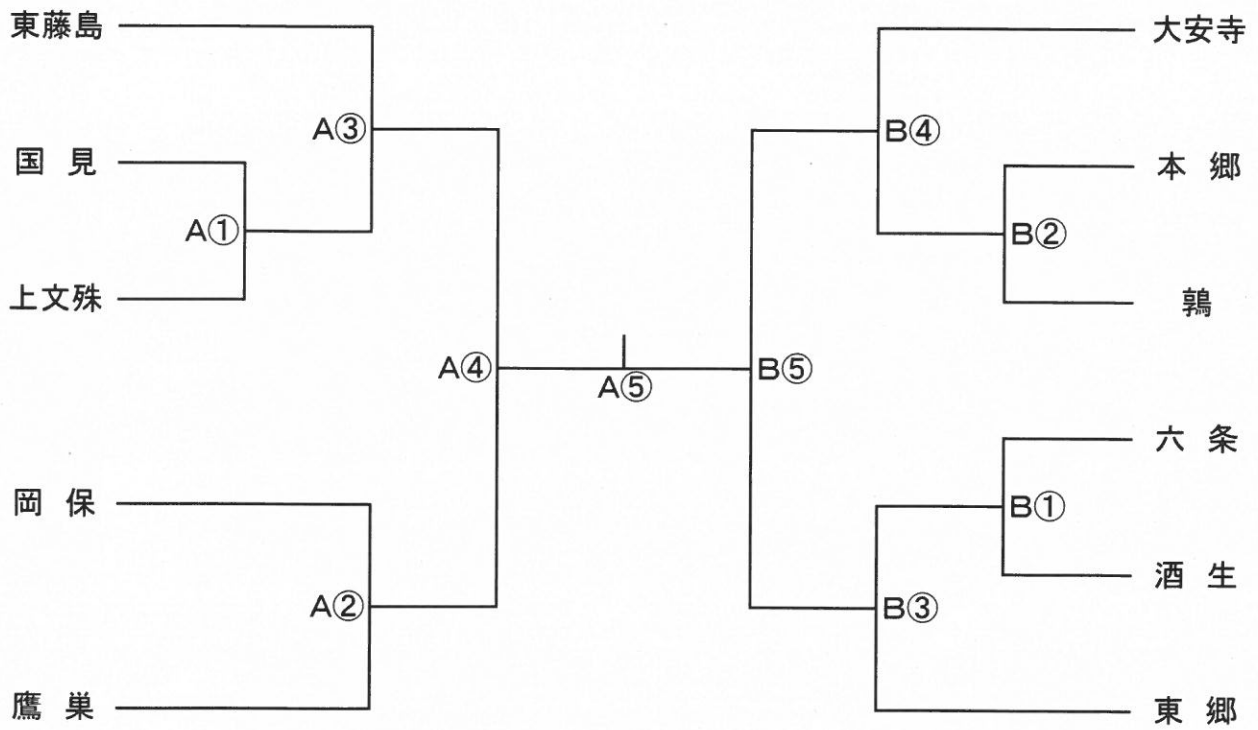 東藤島
大安寺
A③
B④
国見
本郷
A①
B②
上文殊
鶉
A④
A⑤
B⑤
六条
岡保
B①
酒生
A②
B③
鷹巣
東郷